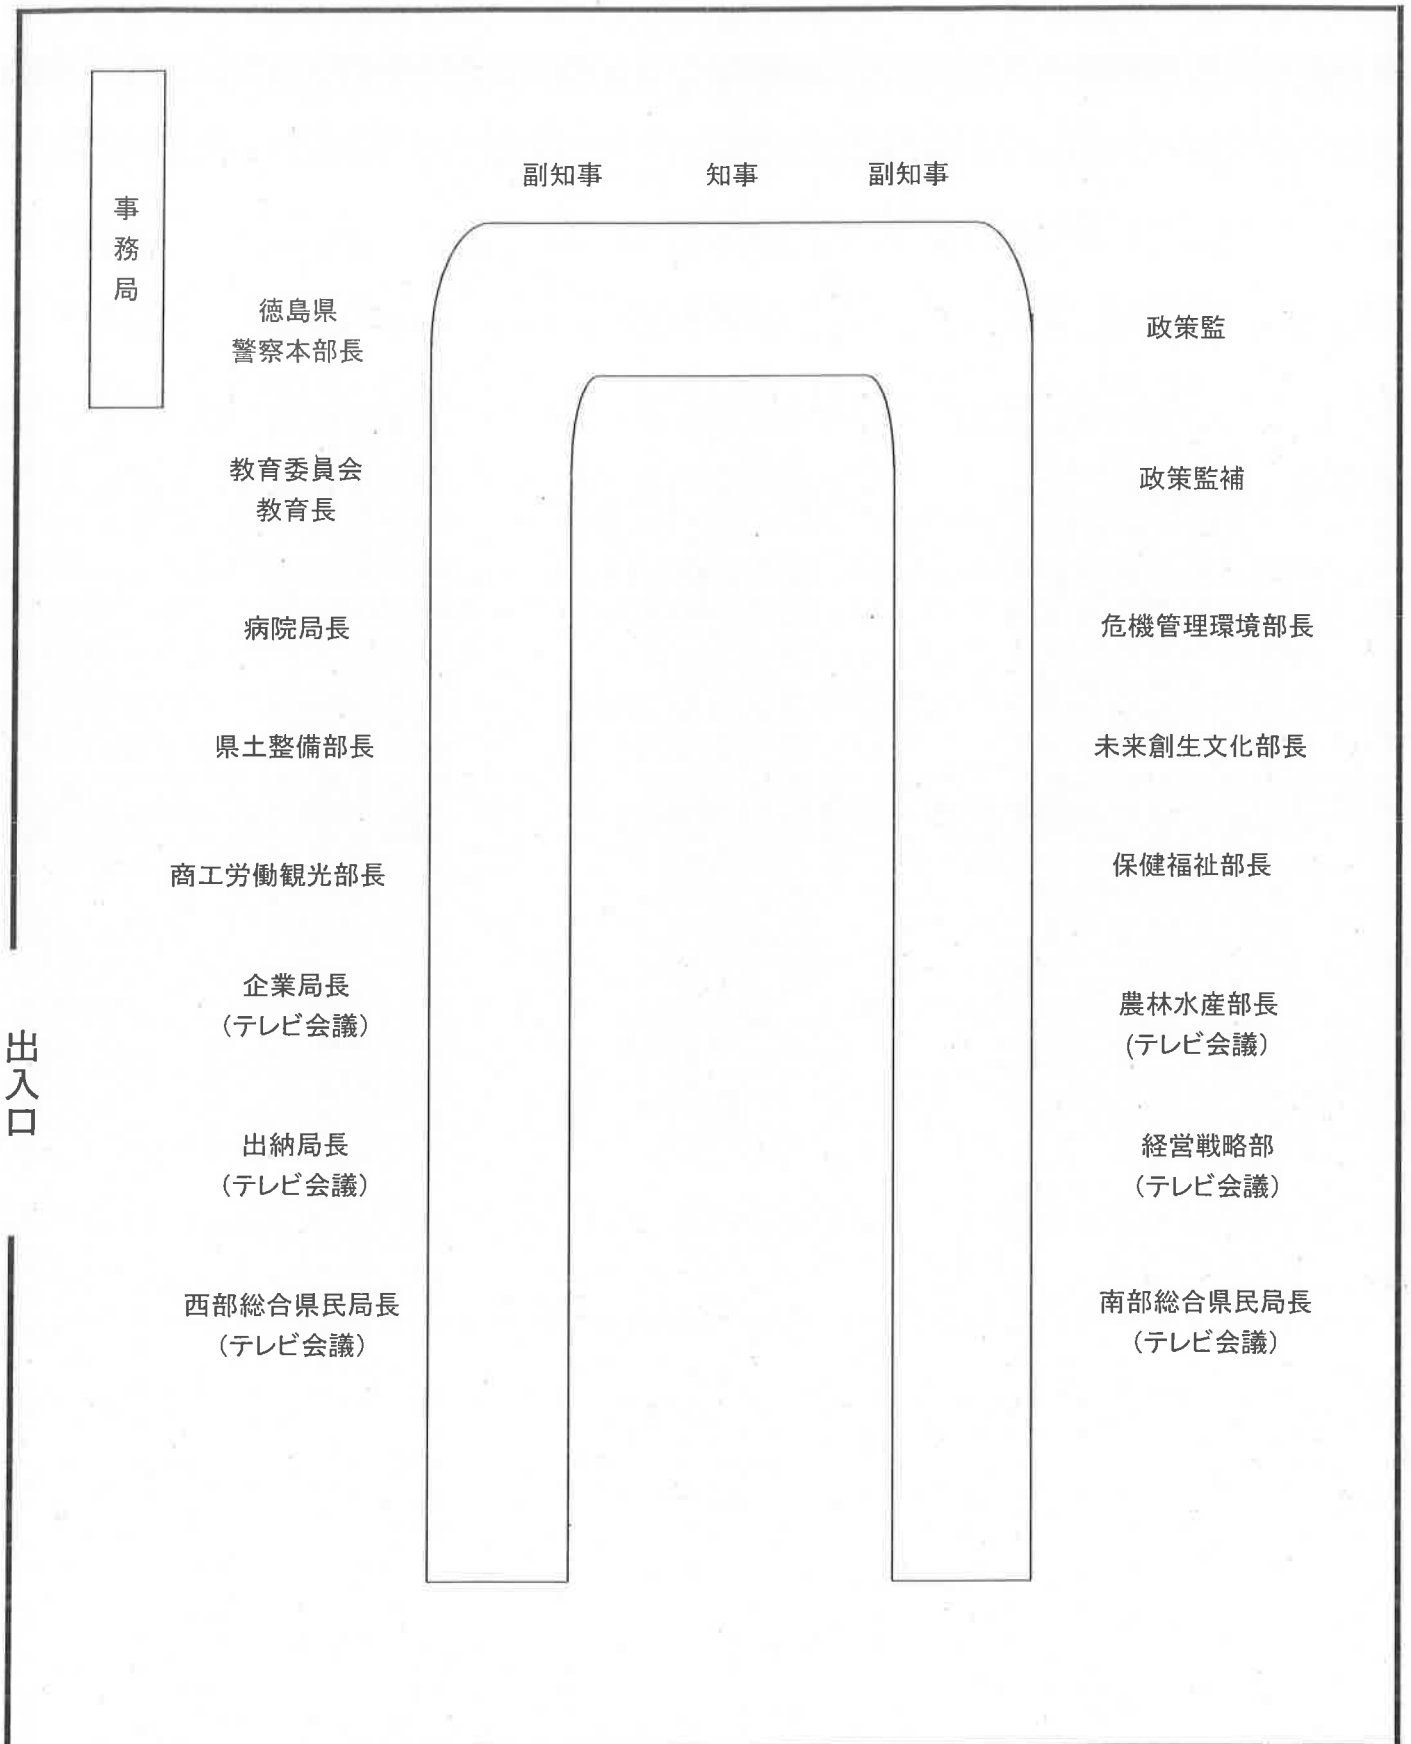 副知事 知事 副知事
事務局
徳島県
警察本部長
政策監
教育委員会
教育長
政策監補
病院局長
危機管理環境部長
県土整備部長
未来創生文化部長
商工労働観光部長
保健福祉部長
企業局長
(テレビ会議)
農林水産部長
(テレビ会議)
出入口
出納局長
(テレビ会議)
経営戦略部
(テレビ会議)
西部総合県民局長
(テレビ会議)
南部総合県民局長
(テレビ会議)